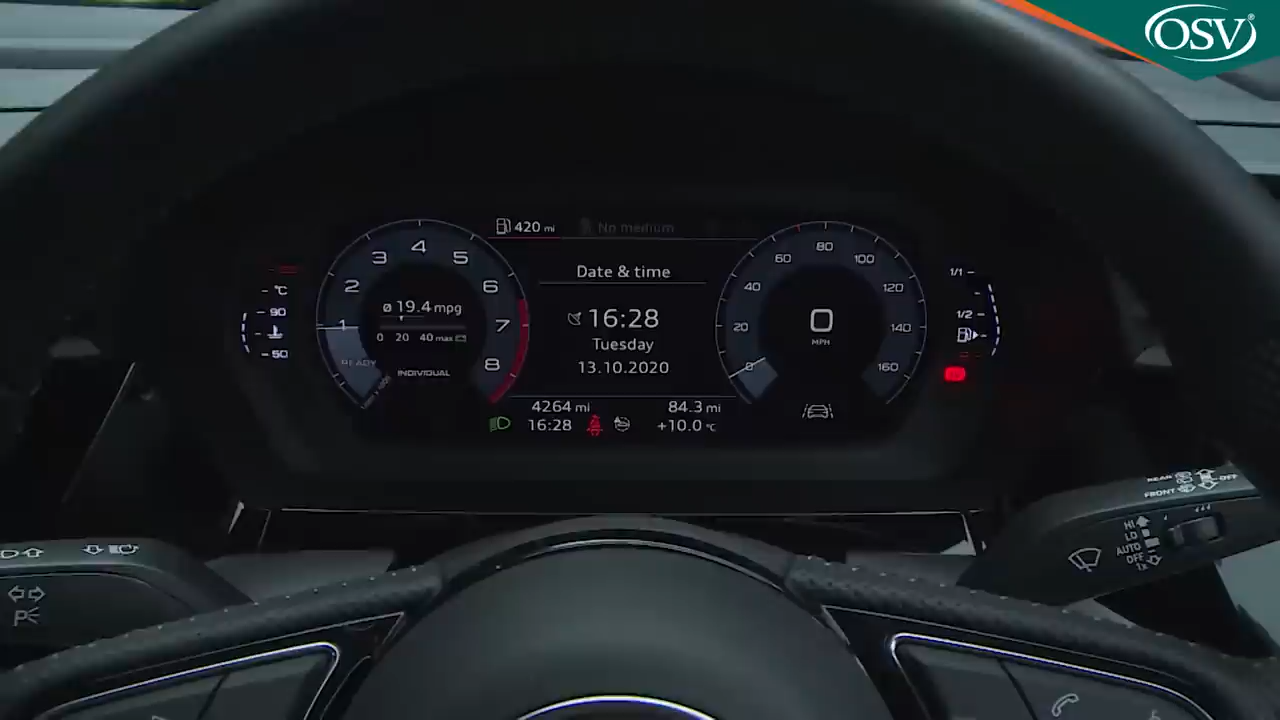 OSV
420 mi
No medium
Date & time
16:28
Tuesday
13.10.2020
4264 mi
84.3 mi
16:28
+10.0 °C
1
2
3
4
5
6
7
8
ø 19.4 mpg
0 20 40 max
READY
INDIVIDUAL
0
20
40
60
80
100
120
140
160
0
MPH
°C
90
50
1/1
1/2
REAR
OFF
FRONT
HI
LO
AUTO
OFF
1x
P